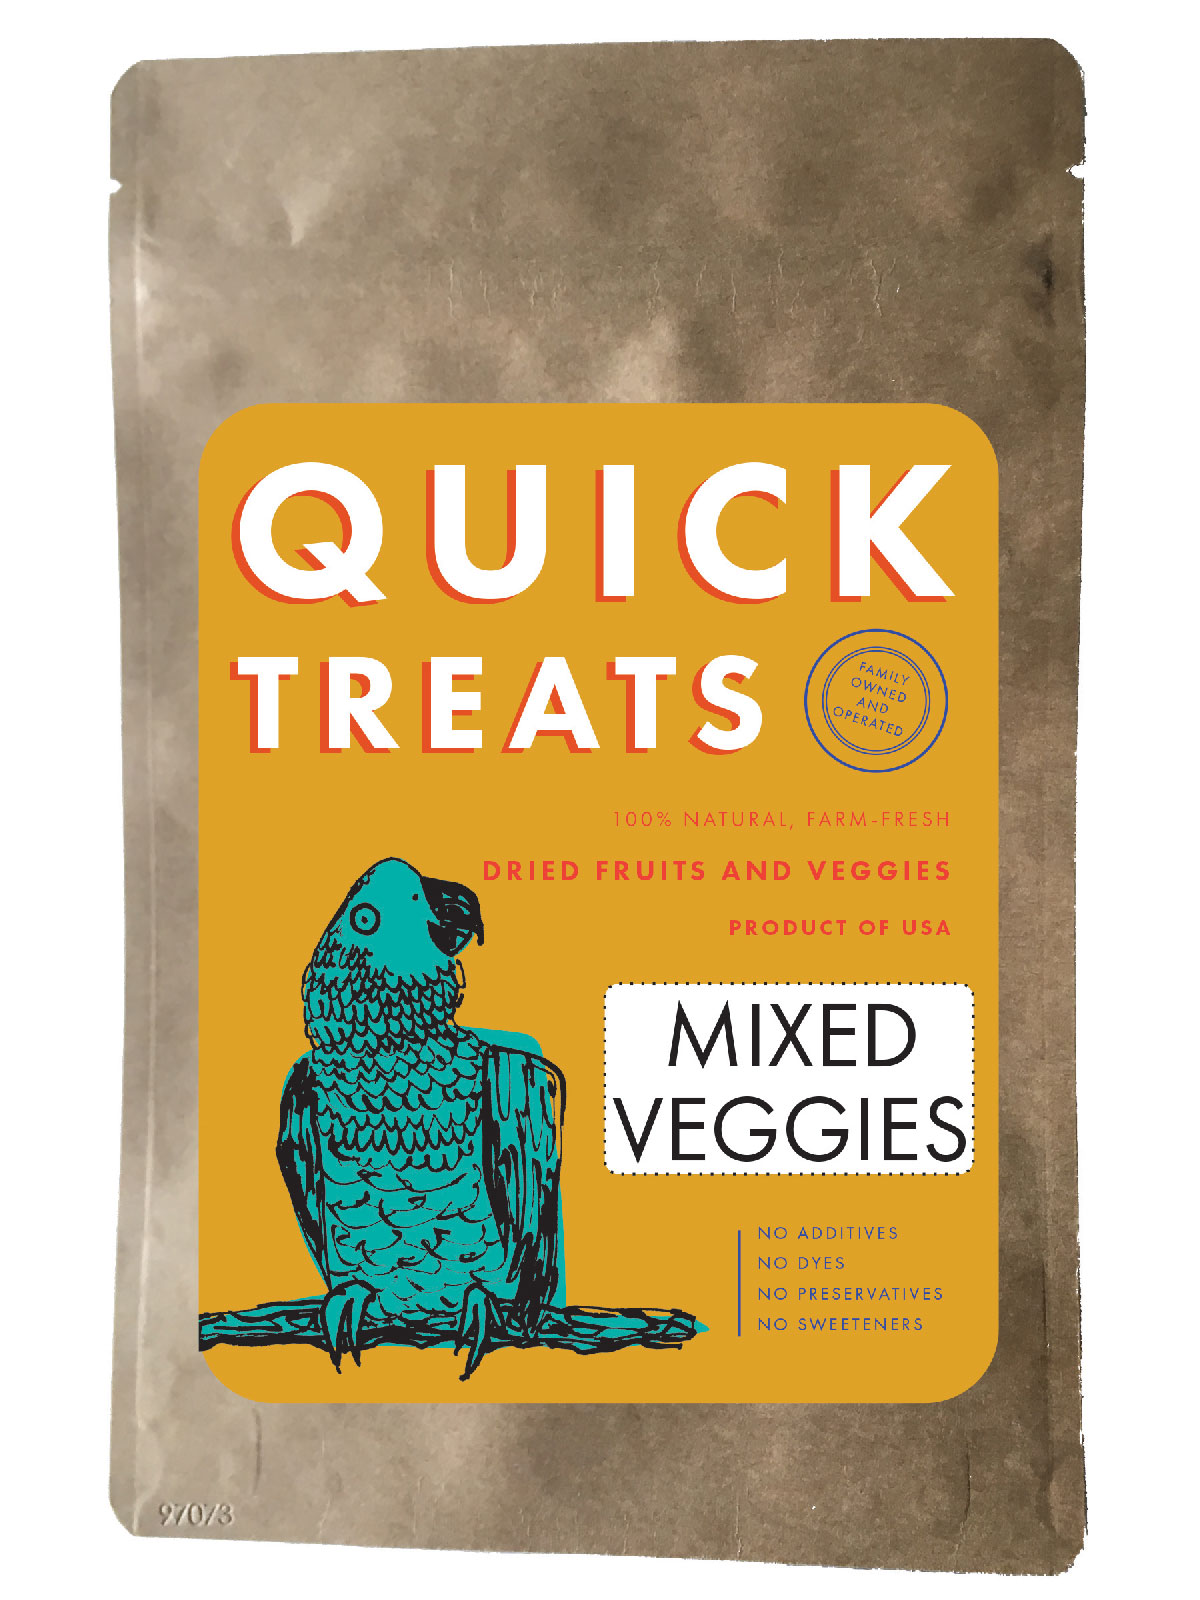 QUICK
TREATS
FAMILY
OWNED
AND
OPERATED
100% NATURAL, FARM-FRESH
DRIED FRUITS AND VEGGIES
PRODUCT OF USA
MIXED
VEGGIES
NO ADDITIVES
NO DYES
NO PRESERVATIVES
NO SWEETENERS
97073